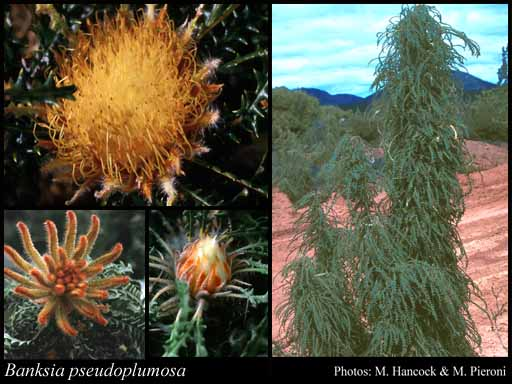 Banksia pseudoplumosa
Photos: M. Hancock & M. Pieroni